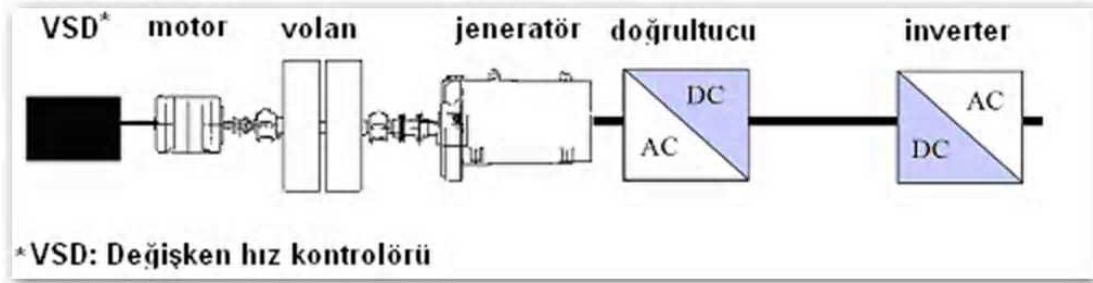 VSD* motor volan jeneratör doğrultucu inverter
DC AC
AC DC
*VSD: Değişken hız kontrolörü